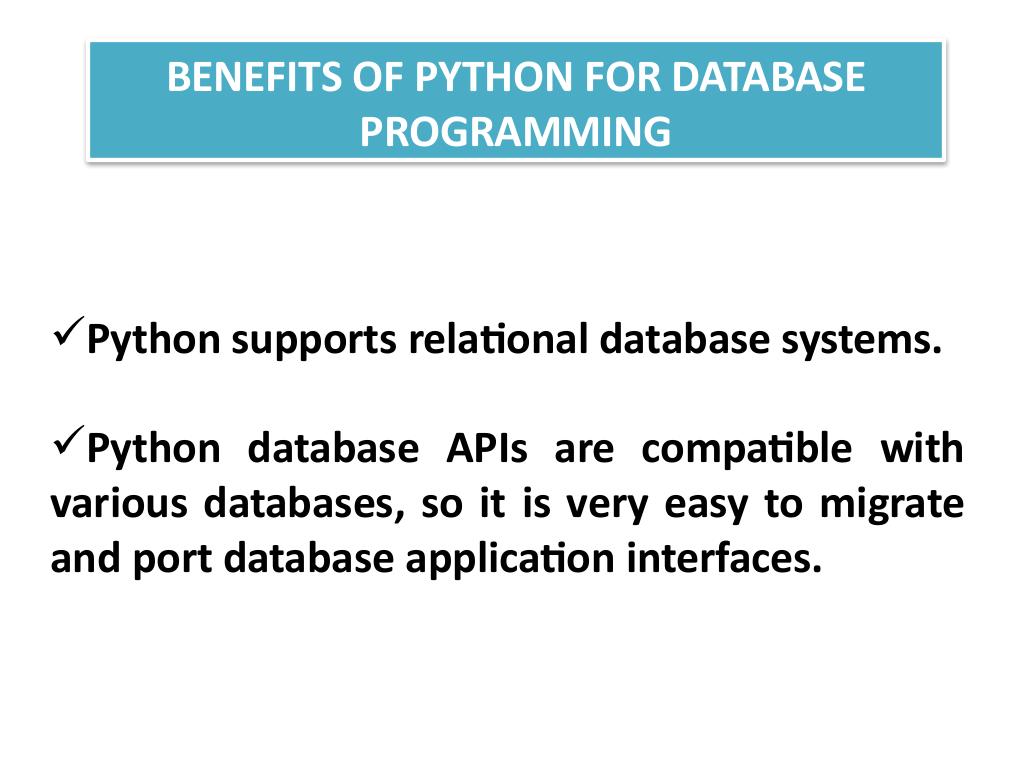 BENEFITS OF PYTHON FOR DATABASE
PROGRAMMING
✓Python supports relational database systems.
✓Python database APIs are compatible with
various databases, so it is very easy to migrate
and port database application interfaces.